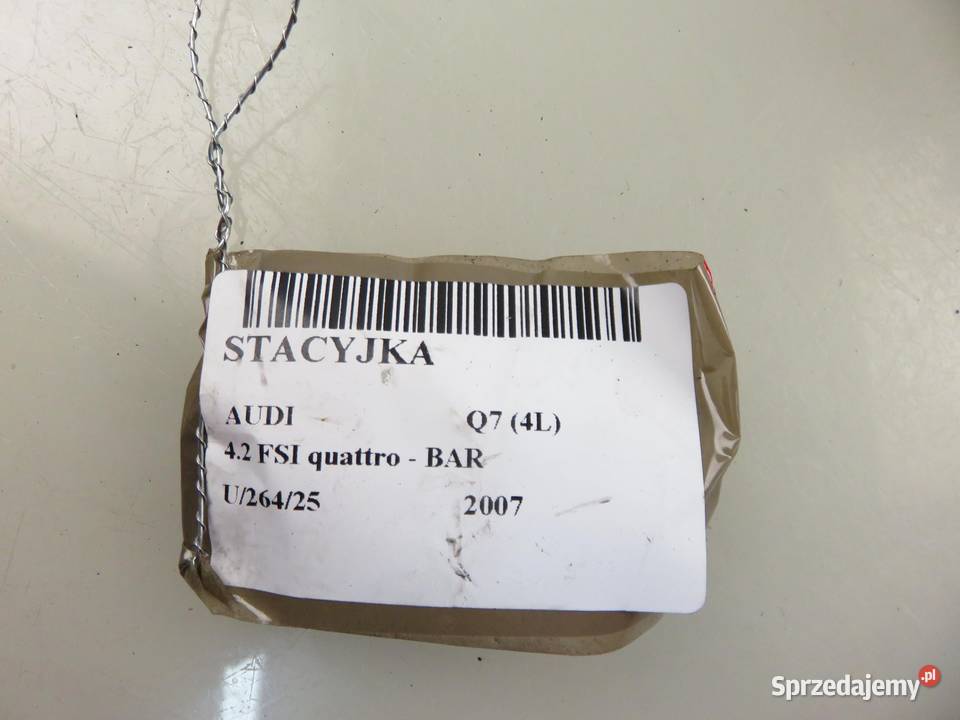 STACYJKA
AUDI Q7 (4L)
4.2 FSI quattro - BAR
U/264/25 2007
Sprzedajemy.pl